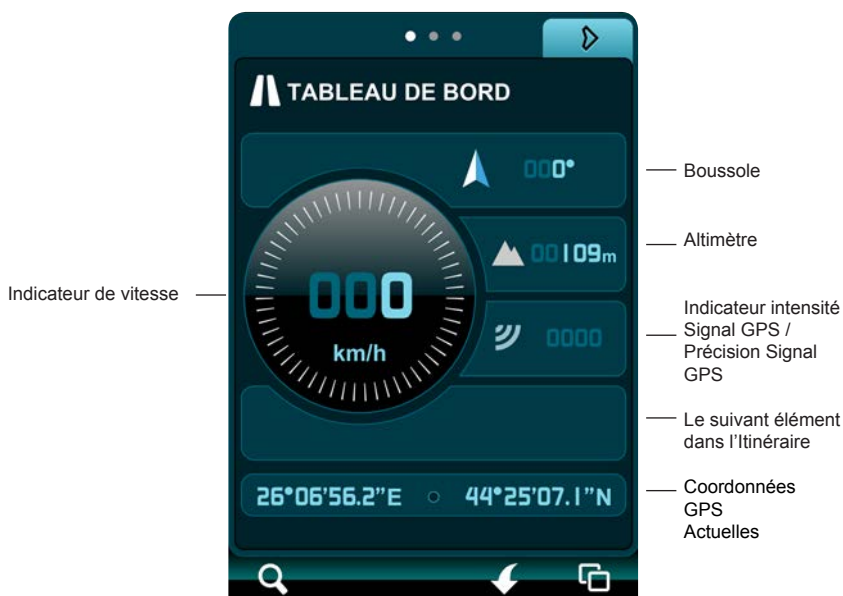 TABLEAU DE BORD
000°
Boussole
00109m
Altimètre
Indicateur de vitesse
000
km/h
0000
Indicateur intensité
Signal GPS /
Précision Signal
GPS
Le suivant élément
dans l’Itinéraire
26°06'56.2”E 44°25'07.1”N
Coordonnées
GPS
Actuelles